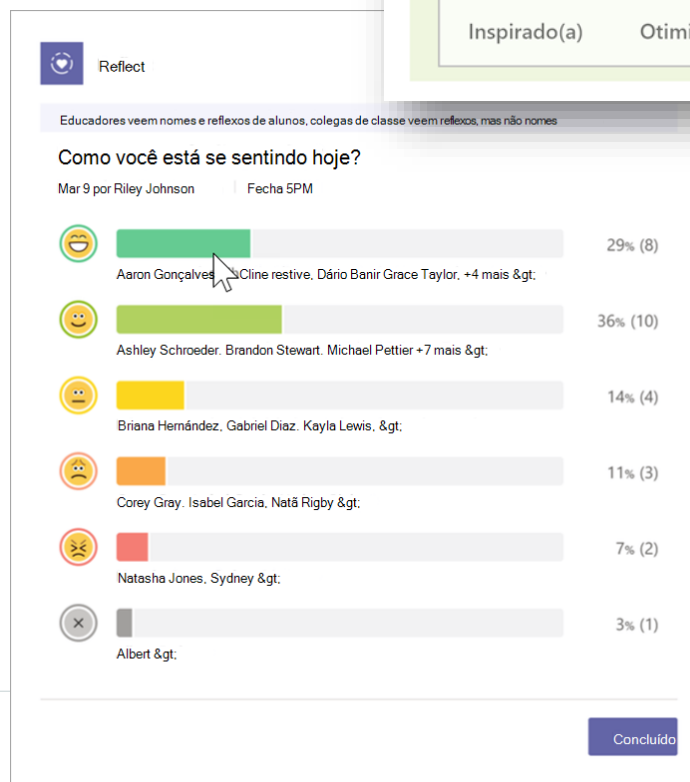 Inspirado(a) Otimi
Reflect
Educadores veem nomes e reflexos de alunos, colegas de classe veem reflexos, mas não nomes
Como você está se sentindo hoje?
Mar 9 por Riley Johnson Fecha 5PM
29% (8)
Aaron Gonçalves Cline restive, Dário Banir Grace Taylor, +4 mais &gt;
36% (10)
Ashley Schroeder. Brandon Stewart. Michael Pettier +7 mais &gt;
14% (4)
Briana Hernández, Gabriel Diaz. Kayla Lewis, &gt;
11% (3)
Corey Gray. Isabel Garcia, Natã Rigby &gt;
7% (2)
Natasha Jones, Sydney &gt;
3% (1)
Albert &gt;
Concluído